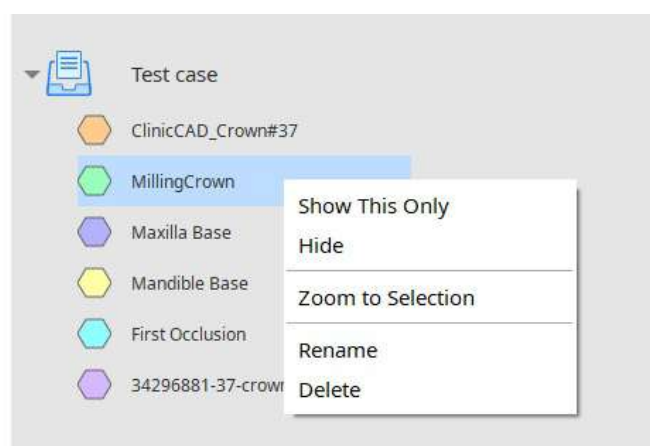 Test case
ClinicCAD_Crown#37
MillingCrown
Maxilla Base
Mandible Base
First Occlusion
34296881-37-crown
Show This Only
Hide
Zoom to Selection
Rename
Delete